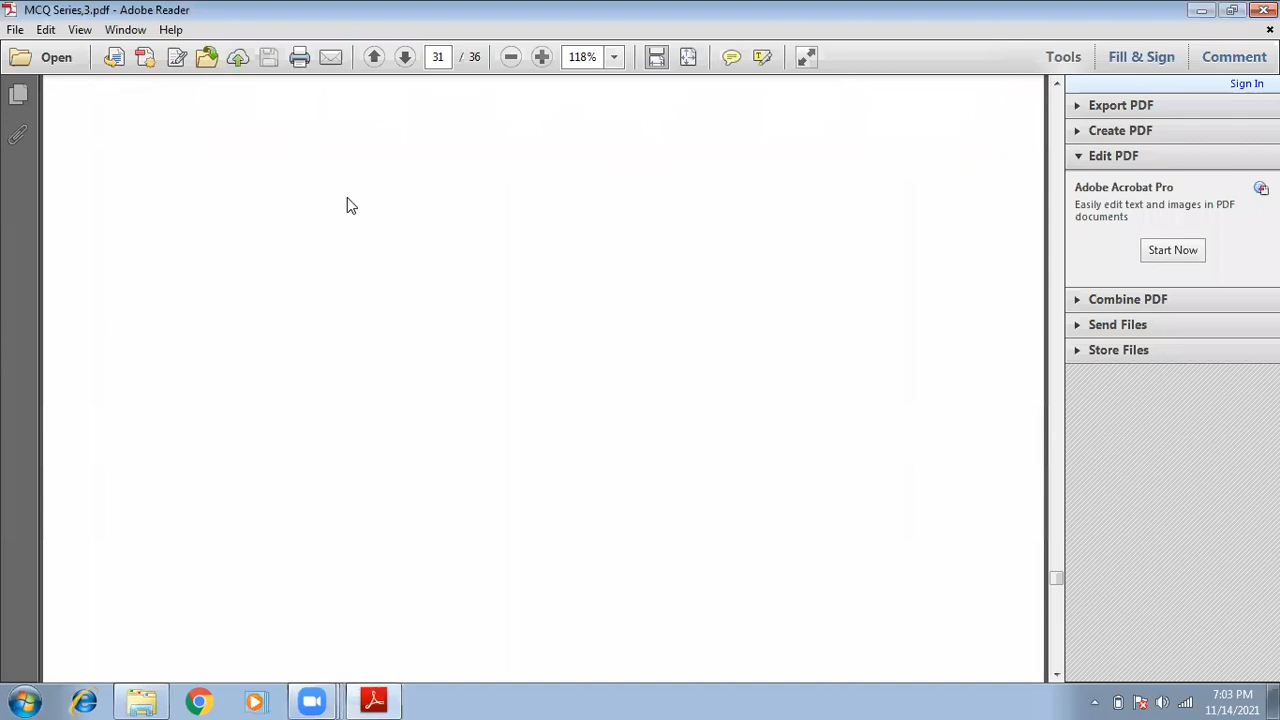 MCQ Series,3.pdf - Adobe Reader
File Edit View Window Help
Open 31 / 36 118% Tools Fill & Sign Comment
Sign In
Export PDF
Create PDF
Edit PDF
Adobe Acrobat Pro
Easily edit text and images in PDF
documents
Start Now
Combine PDF
Send Files
Store Files
7:03 PM
11/14/2021